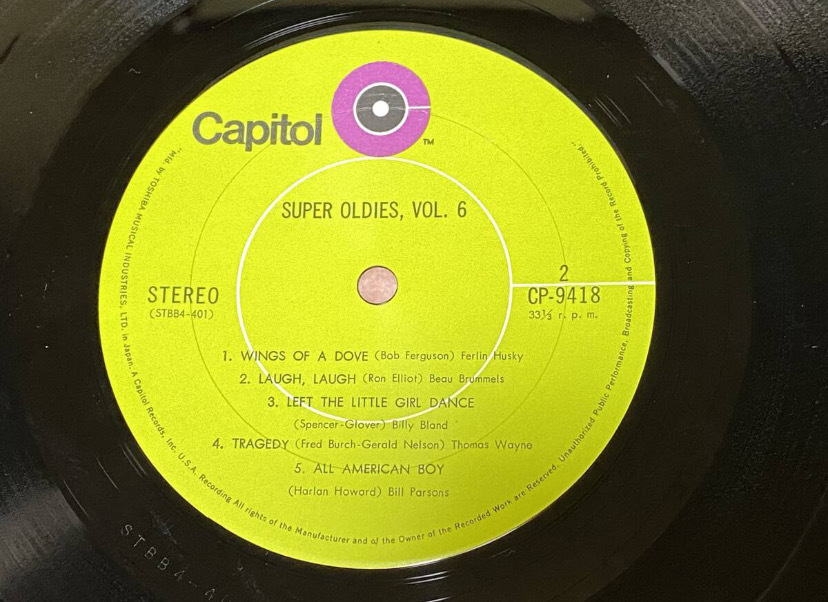 Capitol
TM
SUPER OLDIES, VOL. 6
STEREO
(STBB4-401)
2
CP-9418
33⅓ r. p. m.
1. WINGS OF A DOVE (Bob Ferguson) Ferlin Husky
2. LAUGH, LAUGH (Ron Elliot) Beau Brummels
3. LEFT THE LITTLE GIRL DANCE
(Spencer-Glover) Billy Bland
4. TRAGEDY (Fred Burch-Gerald Nelson) Thomas Wayne
5. ALL AMERICAN BOY
(Harlan Howard) Bill Parsons
"Mfd. by TOSHIBA MUSICAL INDUSTRIES, LTD. in Japan. A Capitol Records, Inc. U.S.A. Recording All rights of the Manufacturer and of the Owner of the Recorded Work are Reserved. Unauthorized Public Performance, Broadcasting and Copying of the Record Prohibited."